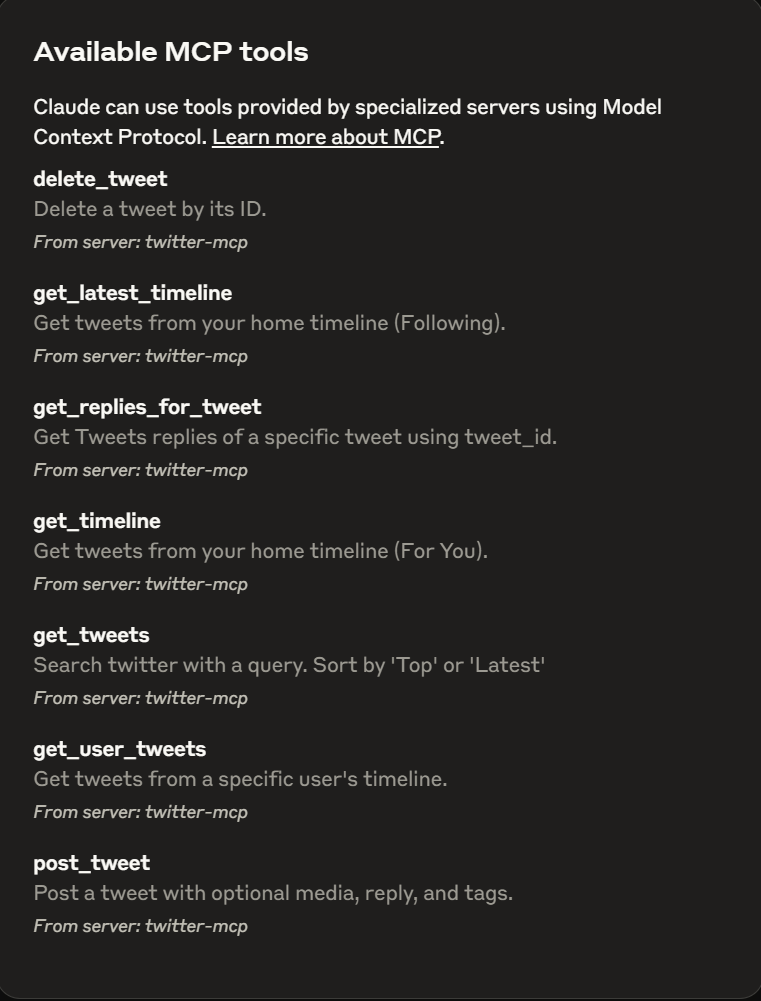 Available MCP tools
Claude can use tools provided by specialized servers using Model
Context Protocol. Learn more about MCP.
delete_tweet
Delete a tweet by its ID.
From server: twitter-mcp
get_latest_timeline
Get tweets from your home timeline (Following).
From server: twitter-mcp
get_replies_for_tweet
Get Tweets replies of a specific tweet using tweet_id.
From server: twitter-mcp
get_timeline
Get tweets from your home timeline (For You).
From server: twitter-mcp
get_tweets
Search twitter with a query. Sort by 'Top' or 'Latest'
From server: twitter-mcp
get_user_tweets
Get tweets from a specific user's timeline.
From server: twitter-mcp
post_tweet
Post a tweet with optional media, reply, and tags.
From server: twitter-mcp